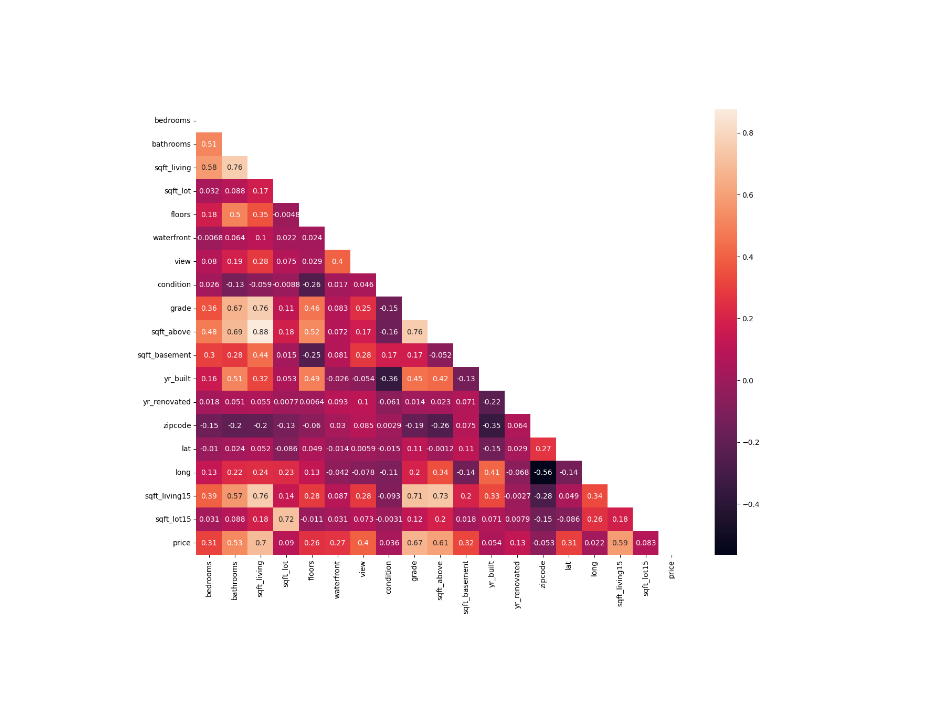 bedrooms
bathrooms 0.51
sqft_living 0.58 0.76
sqft_lot 0.032 0.088 0.17
floors 0.18 0.5 0.35 -0.0048
waterfront -0.0068 0.064 0.1 0.022 0.024
view 0.08 0.19 0.28 0.075 0.029 0.4
condition 0.026 -0.13 -0.059 -0.0088 -0.26 0.017 0.046
grade 0.36 0.67 0.76 0.11 0.46 0.083 0.25 -0.15
sqft_above 0.48 0.69 0.88 0.18 0.52 0.072 0.17 -0.16 0.76
sqft_basement 0.3 0.28 0.44 0.015 -0.25 0.081 0.28 0.17 0.17 -0.052
yr_built 0.16 0.51 0.32 0.053 0.49 -0.026 -0.054 -0.36 0.45 0.42 -0.13
yr_renovated 0.018 0.051 0.055 0.0077 0.0064 0.093 0.1 -0.061 0.014 0.023 0.071 -0.22
zipcode -0.15 -0.2 -0.2 -0.13 -0.06 0.03 0.085 0.0029 -0.19 -0.26 0.075 -0.35 0.064
lat -0.01 0.024 0.052 -0.086 0.049 -0.014 0.0059 -0.015 0.11 -0.0012 0.11 -0.15 0.029 0.27
long 0.13 0.22 0.24 0.23 0.13 -0.042 -0.078 -0.11 0.2 0.34 -0.14 0.41 -0.068 -0.56 -0.14
sqft_living15 0.39 0.57 0.76 0.14 0.28 0.087 0.28 -0.093 0.71 0.73 0.2 0.33 -0.0027 -0.28 0.049 0.34
sqft_lot15 0.031 0.088 0.18 0.72 -0.011 0.031 0.073 -0.0031 0.12 0.2 0.018 0.071 0.0079 -0.15 -0.086 0.26 0.18
price 0.31 0.53 0.7 0.09 0.26 0.27 0.4 0.036 0.67 0.61 0.32 0.054 0.13 -0.053 0.31 0.022 0.59 0.083
bedrooms bathrooms sqft_living sqft_lot floors waterfront view condition grade sqft_above sqft_basement yr_built yr_renovated zipcode lat long sqft_living15 sqft_lot15 price
0.8
0.6
0.4
0.2
0.0
−0.2
−0.4